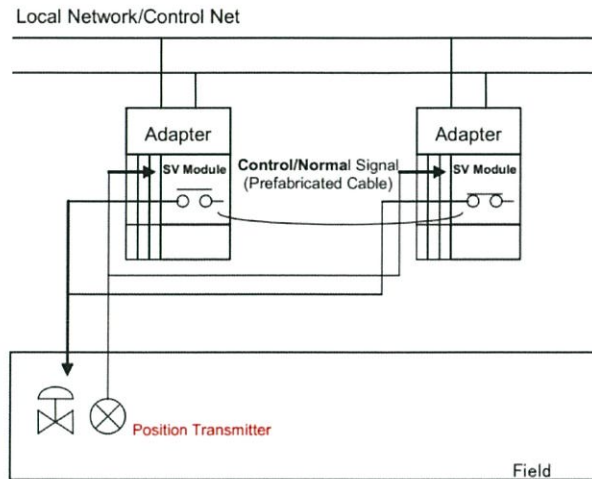 Local Network/Control Net
Adapter
Adapter
SV Module
Control/Normal Signal
(Prefabricated Cable)
SV Module
Position Transmitter
Field